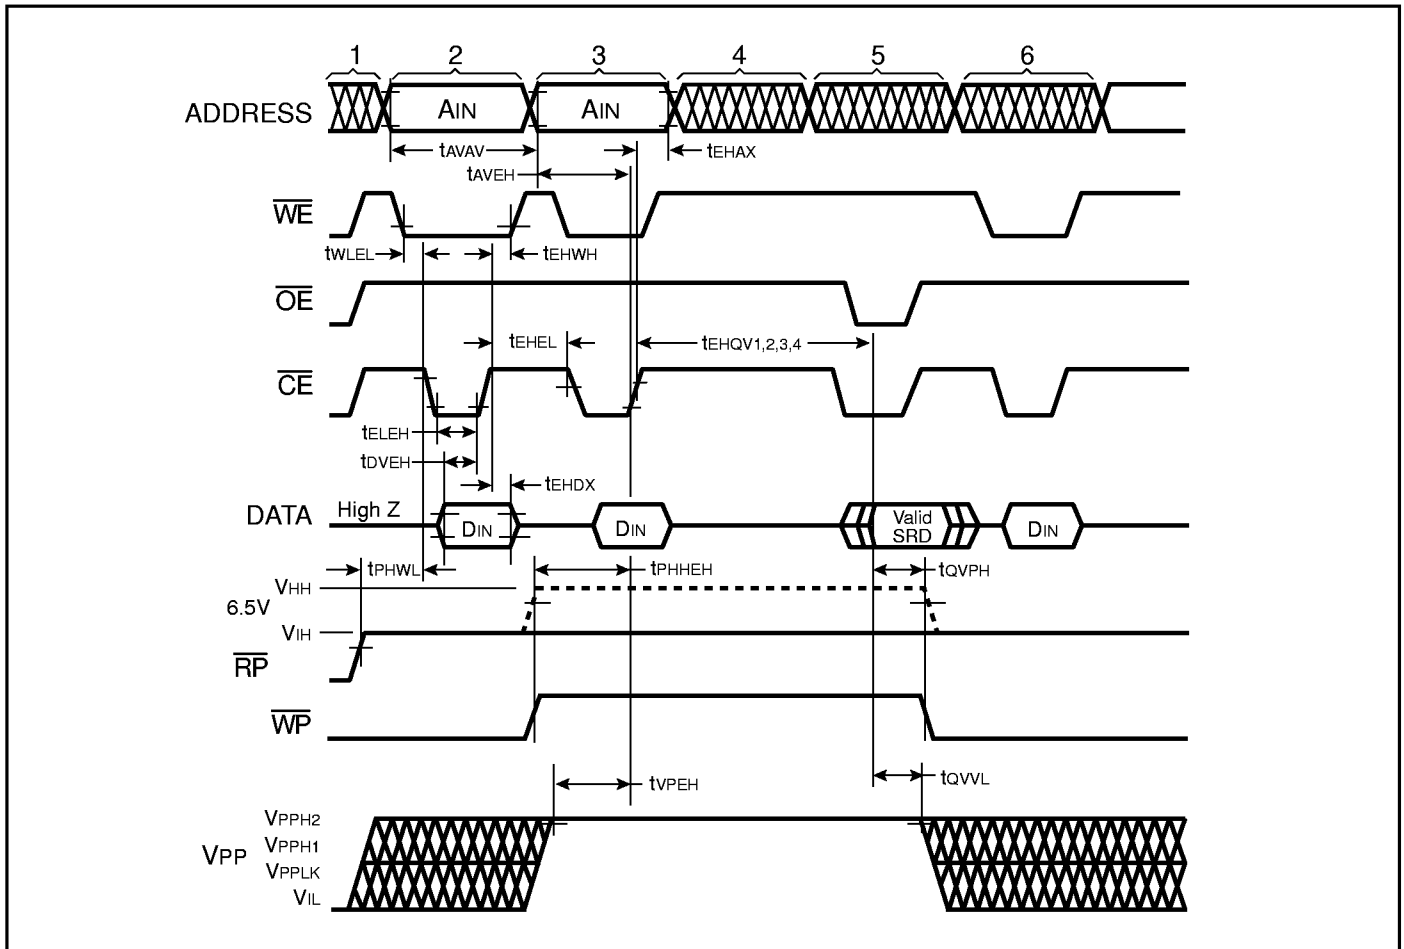 1 2 3 4 5 6
ADDRESS AIN AIN
tAVAV tEHAX
tAVEH
WE
tWLEL tEHWH
OE
tEHEL tEHQV1,2,3,4
CE
tELEH
tDVEH
tEHDX
DATA High Z DIN DIN Valid SRD DIN
tPHWL tPHHEH tQVPH
VHH
6.5V
VIH
RP
WP
tVPEH tQVVL
VPPH2
VPPH1
VPP
VPPLK
VIL